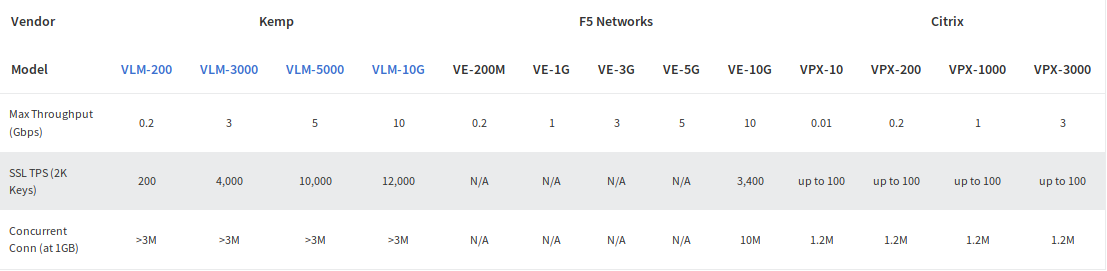 Vendor Kemp F5 Networks Citrix
Model VLM-200 VLM-3000 VLM-5000 VLM-10G VE-200M VE-1G VE-3G VE-5G VE-10G VPX-10 VPX-200 VPX-1000 VPX-3000
Max Throughput
(Gbps) 0.2 3 5 10 0.2 1 3 5 10 0.01 0.2 1 3
SSL TPS (2K
Keys) 200 4,000 10,000 12,000 N/A N/A N/A N/A 3,400 up to 100 up to 100 up to 100 up to 100
Concurrent
Conn (at 1GB) >3M >3M >3M >3M N/A N/A N/A N/A 10M 1.2M 1.2M 1.2M 1.2M